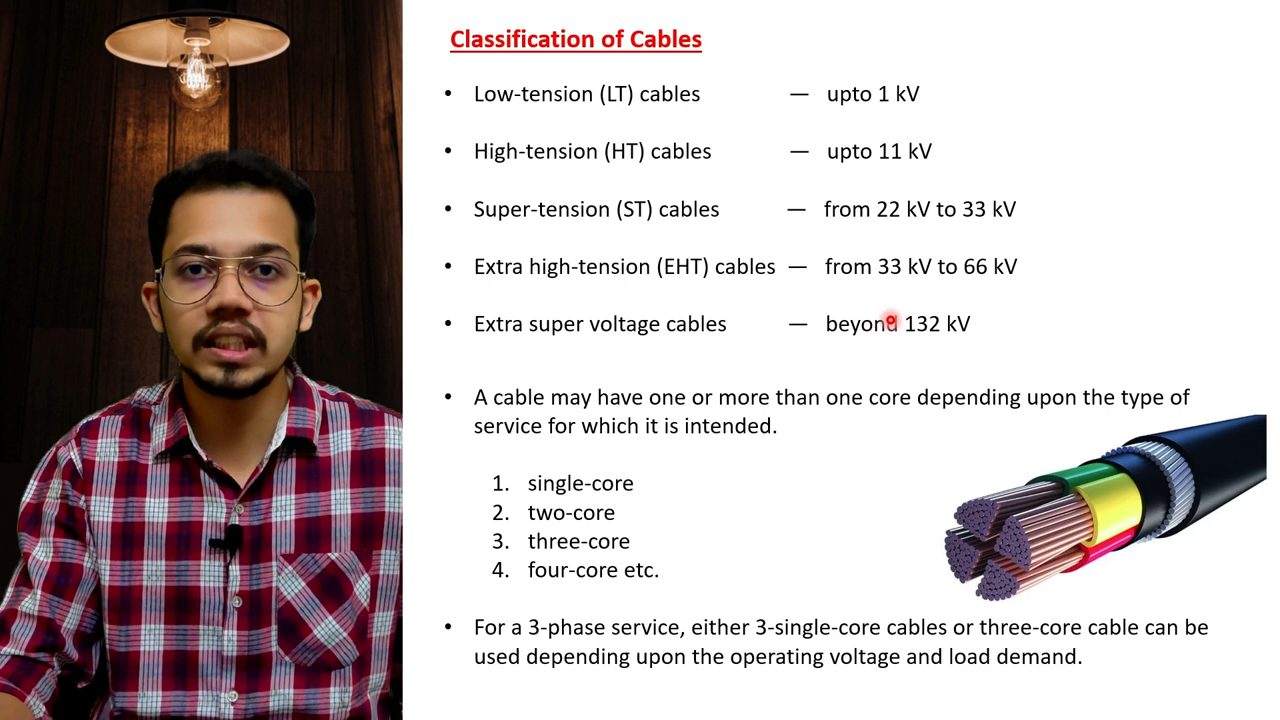 Classification of Cables
• Low-tension (LT) cables — upto 1 kV
• High-tension (HT) cables — upto 11 kV
• Super-tension (ST) cables — from 22 kV to 33 kV
• Extra high-tension (EHT) cables — from 33 kV to 66 kV
• Extra super voltage cables — beyond 132 kV
• A cable may have one or more than one core depending upon the type of
service for which it is intended.
1. single-core
2. two-core
3. three-core
4. four-core etc.
• For a 3-phase service, either 3-single-core cables or three-core cable can be
used depending upon the operating voltage and load demand.